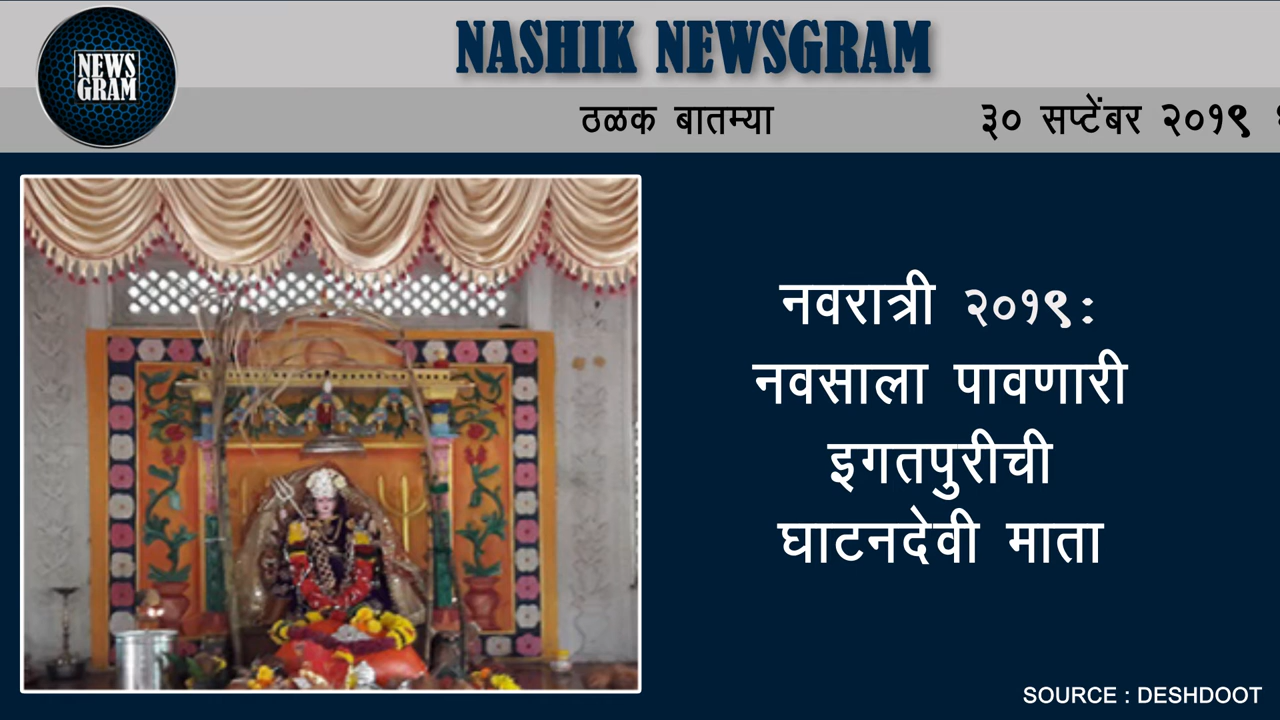 NEWS
GRAM
NASHIK NEWSGRAM
ठळक बातम्या
३० सप्टेंबर २०१९
नवरात्री २०१९:
नवसाला पावणारी
इगतपुरीची
घाटनदेवी माता
SOURCE : DESHDOOT